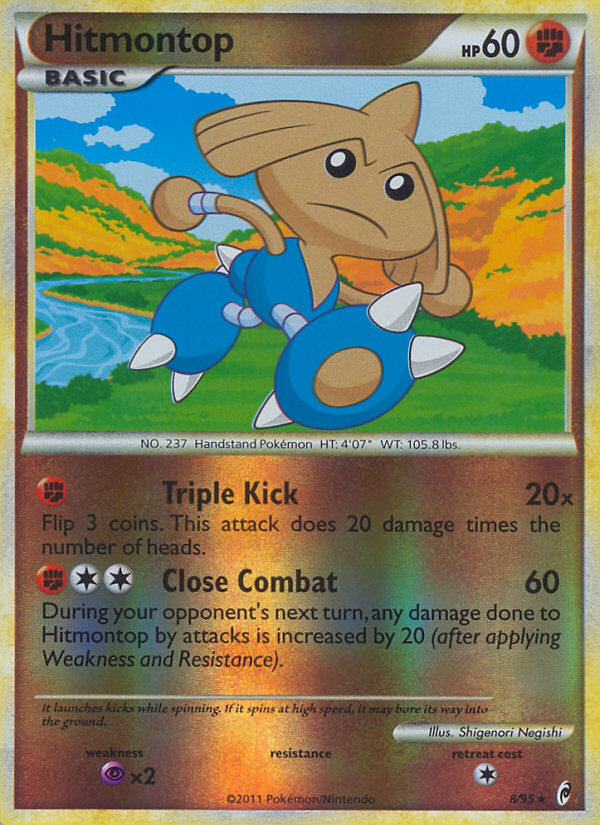 Hitmontop
HP60
BASIC
NO. 237 Handstand Pokémon HT: 4'07" WT: 105.8 lbs.
Triple Kick 20x
Flip 3 coins. This attack does 20 damage times the
number of heads.
Close Combat 60
During your opponent's next turn, any damage done to
Hitmontop by attacks is increased by 20 (after applying
Weakness and Resistance).
It launches kicks while spinning. If it spins at high speed, it may bore its way into
the ground.
Illus. Shigenori Negishi
weakness resistance retreat cost
x2
©2011 Pokémon/Nintendo 8/95★